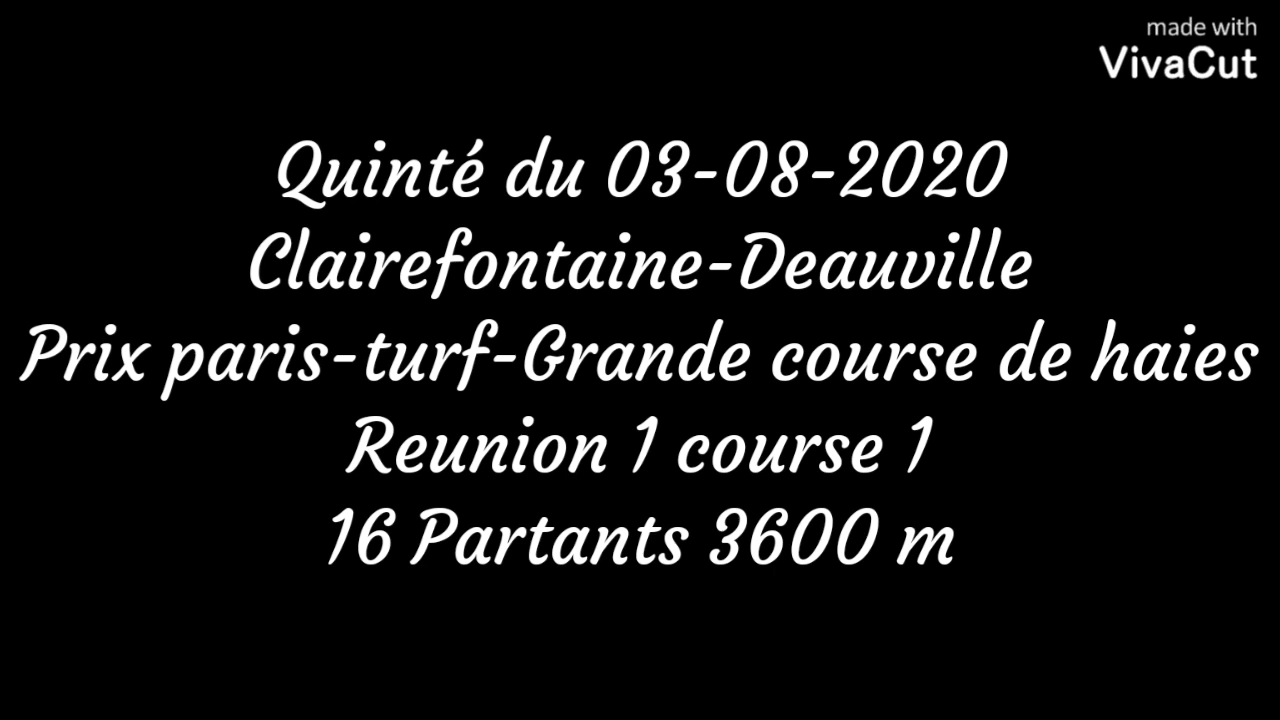 made with
VivaCut
Quinté du 03-08-2020
Clairefontaine-Deauville
Prix paris-turf-Grande course de haies
Reunion 1 course 1
16 Partants 3600 m